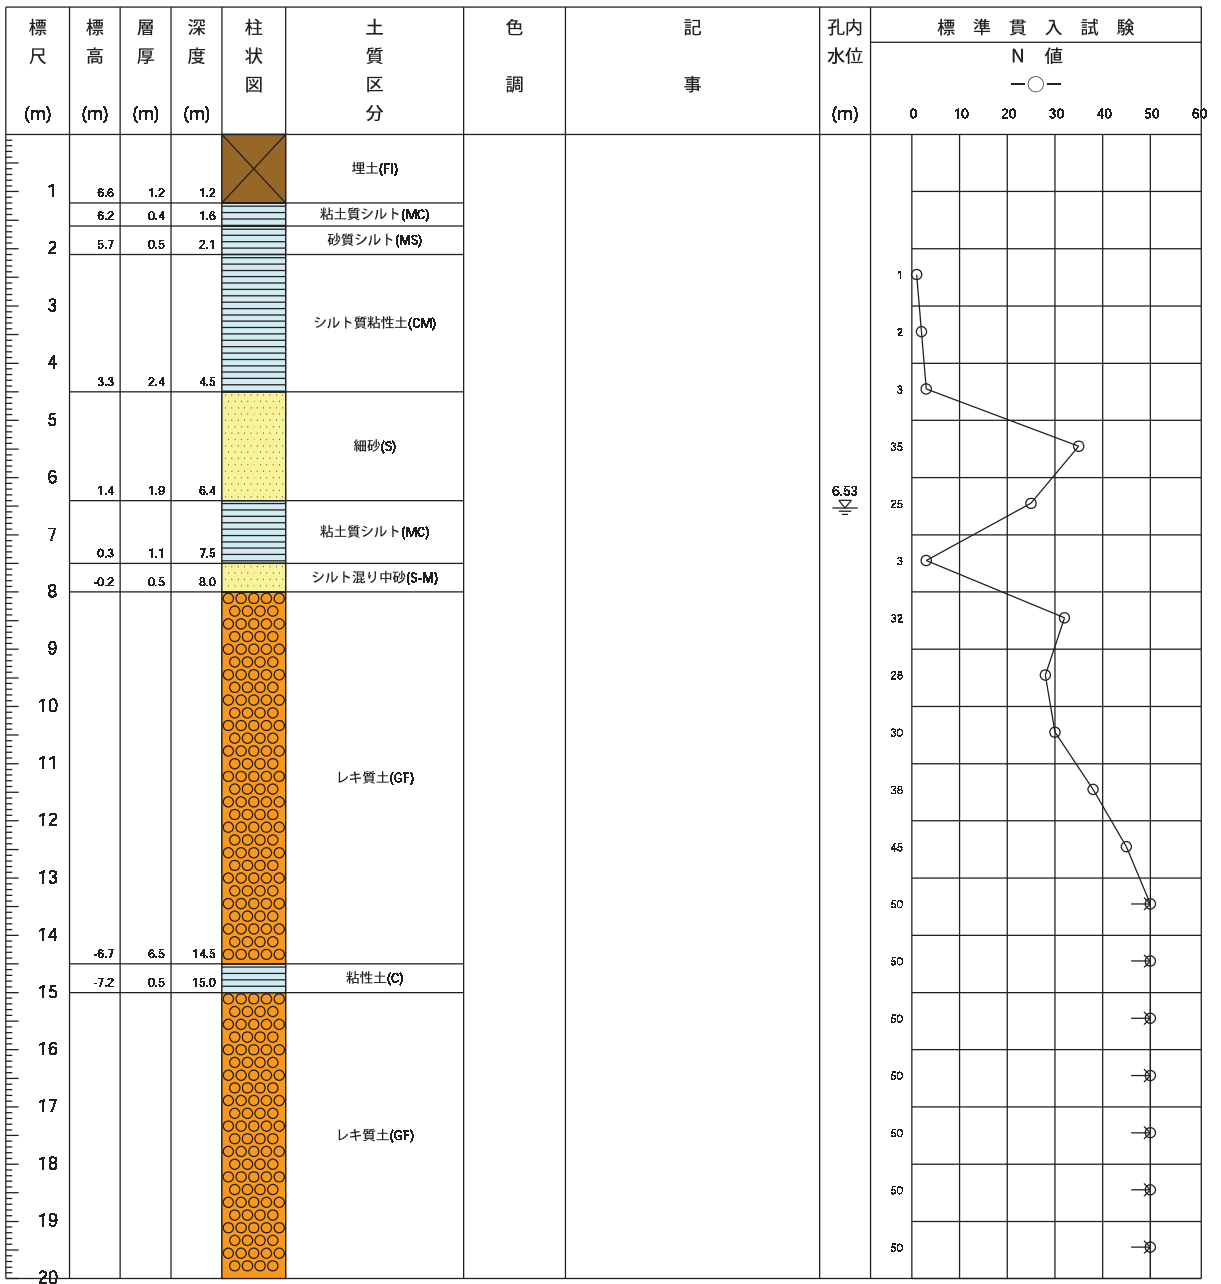 標尺(m)
標高(m)
層厚(m)
深度(m)
柱状図
土質区分
色調
記事
孔内水位(m)
標準貫入試験
N 値
0 10 20 30 40 50 60
埋土(FI)
1 6.6 1.2 1.2
6.2 0.4 1.6 粘土質シルト(MC)
2 5.7 0.5 2.1 砂質シルト(MS)
1
3
シルト質粘性土(CM)
2
4
3.3 2.4 4.5
3
5
細砂(S)
35
6
1.4 1.9 6.4
6.53
25
7
粘土質シルト(MC)
0.3 1.1 7.5
3
シルト混り中砂(S-M)
8 -0.2 0.5 8.0
32
9
28
10
30
11
レキ質土(GF)
38
12
45
13
50
14
-6.7 6.5 14.5
50
粘性土(C)
15 -7.2 0.5 15.0
50
16
50
17
レキ質土(GF)
50
18
50
19
50
20